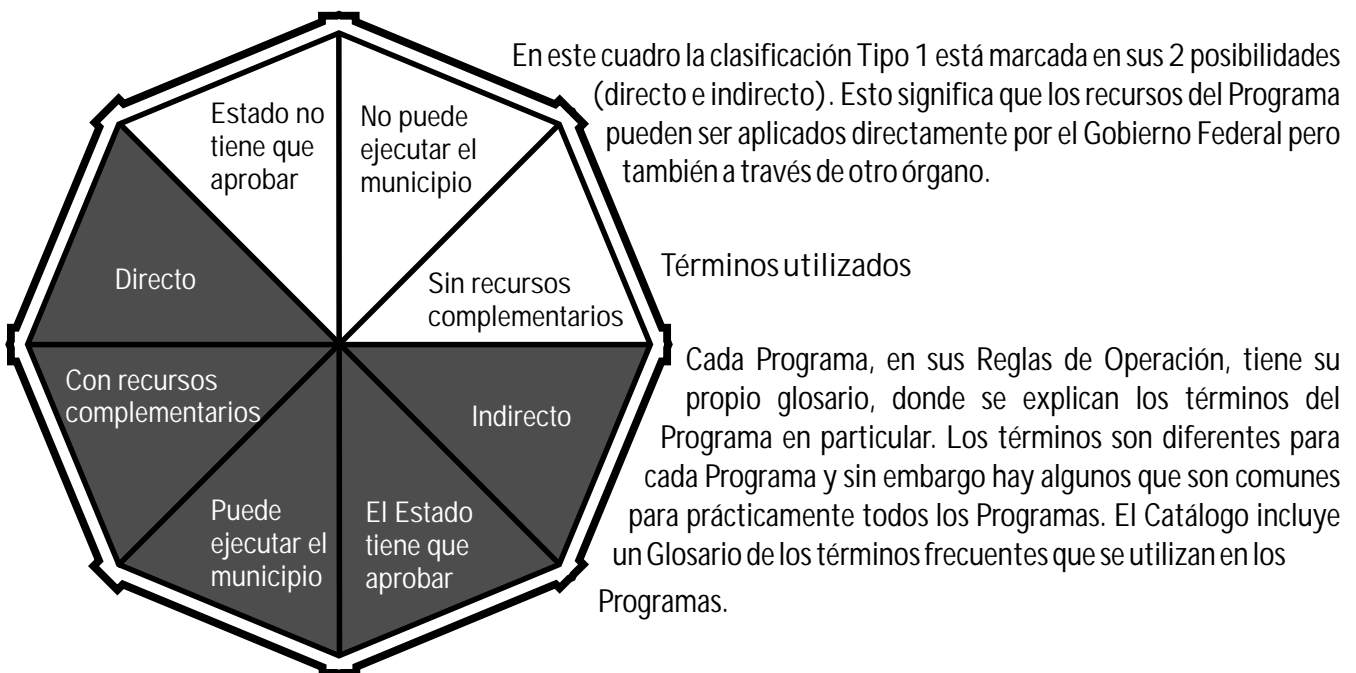 Estado no
tiene que
aprobar
No puede
ejecutar el
municipio
Directo
Sin recursos
complementarios
Con recursos
complementarios
Indirecto
Puede
ejecutar el
municipio
El Estado
tiene que
aprobar
En este cuadro la clasificación Tipo 1 está marcada en sus 2 posibilidades
(directo e indirecto). Esto significa que los recursos del Programa
pueden ser aplicados directamente por el Gobierno Federal pero
también a través de otro órgano.
Términos utilizados
Cada Programa, en sus Reglas de Operación, tiene su
propio glosario, donde se explican los términos del
Programa en particular. Los términos son diferentes para
cada Programa y sin embargo hay algunos que son comunes
para prácticamente todos los Programas. El Catálogo incluye
un Glosario de los términos frecuentes que se utilizan en los
Programas.